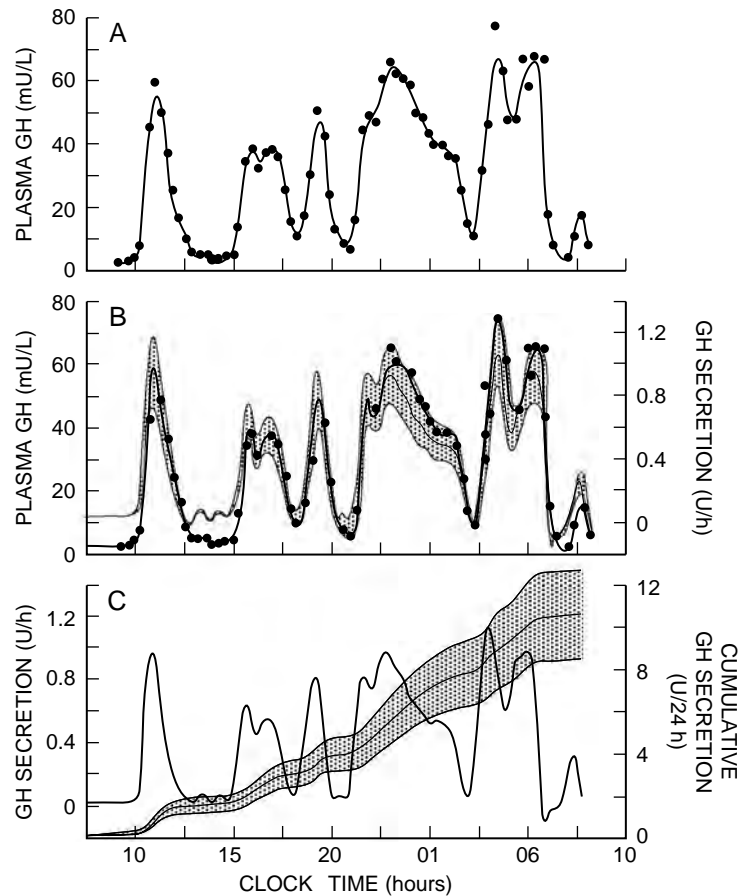 A
PLASMA GH (mU/L)
80
60
40
20
0
B
PLASMA GH (mU/L)
80
60
40
20
0
1.2
0.8
0.4
0
GH SECRETION (U/h)
C
GH SECRETION (U/h)
1.2
0.8
0.4
0
12
8
4
0
CUMULATIVE
GH SECRETION
(U/24 h)
10 15 20 01 06 10
CLOCK TIME (hours)